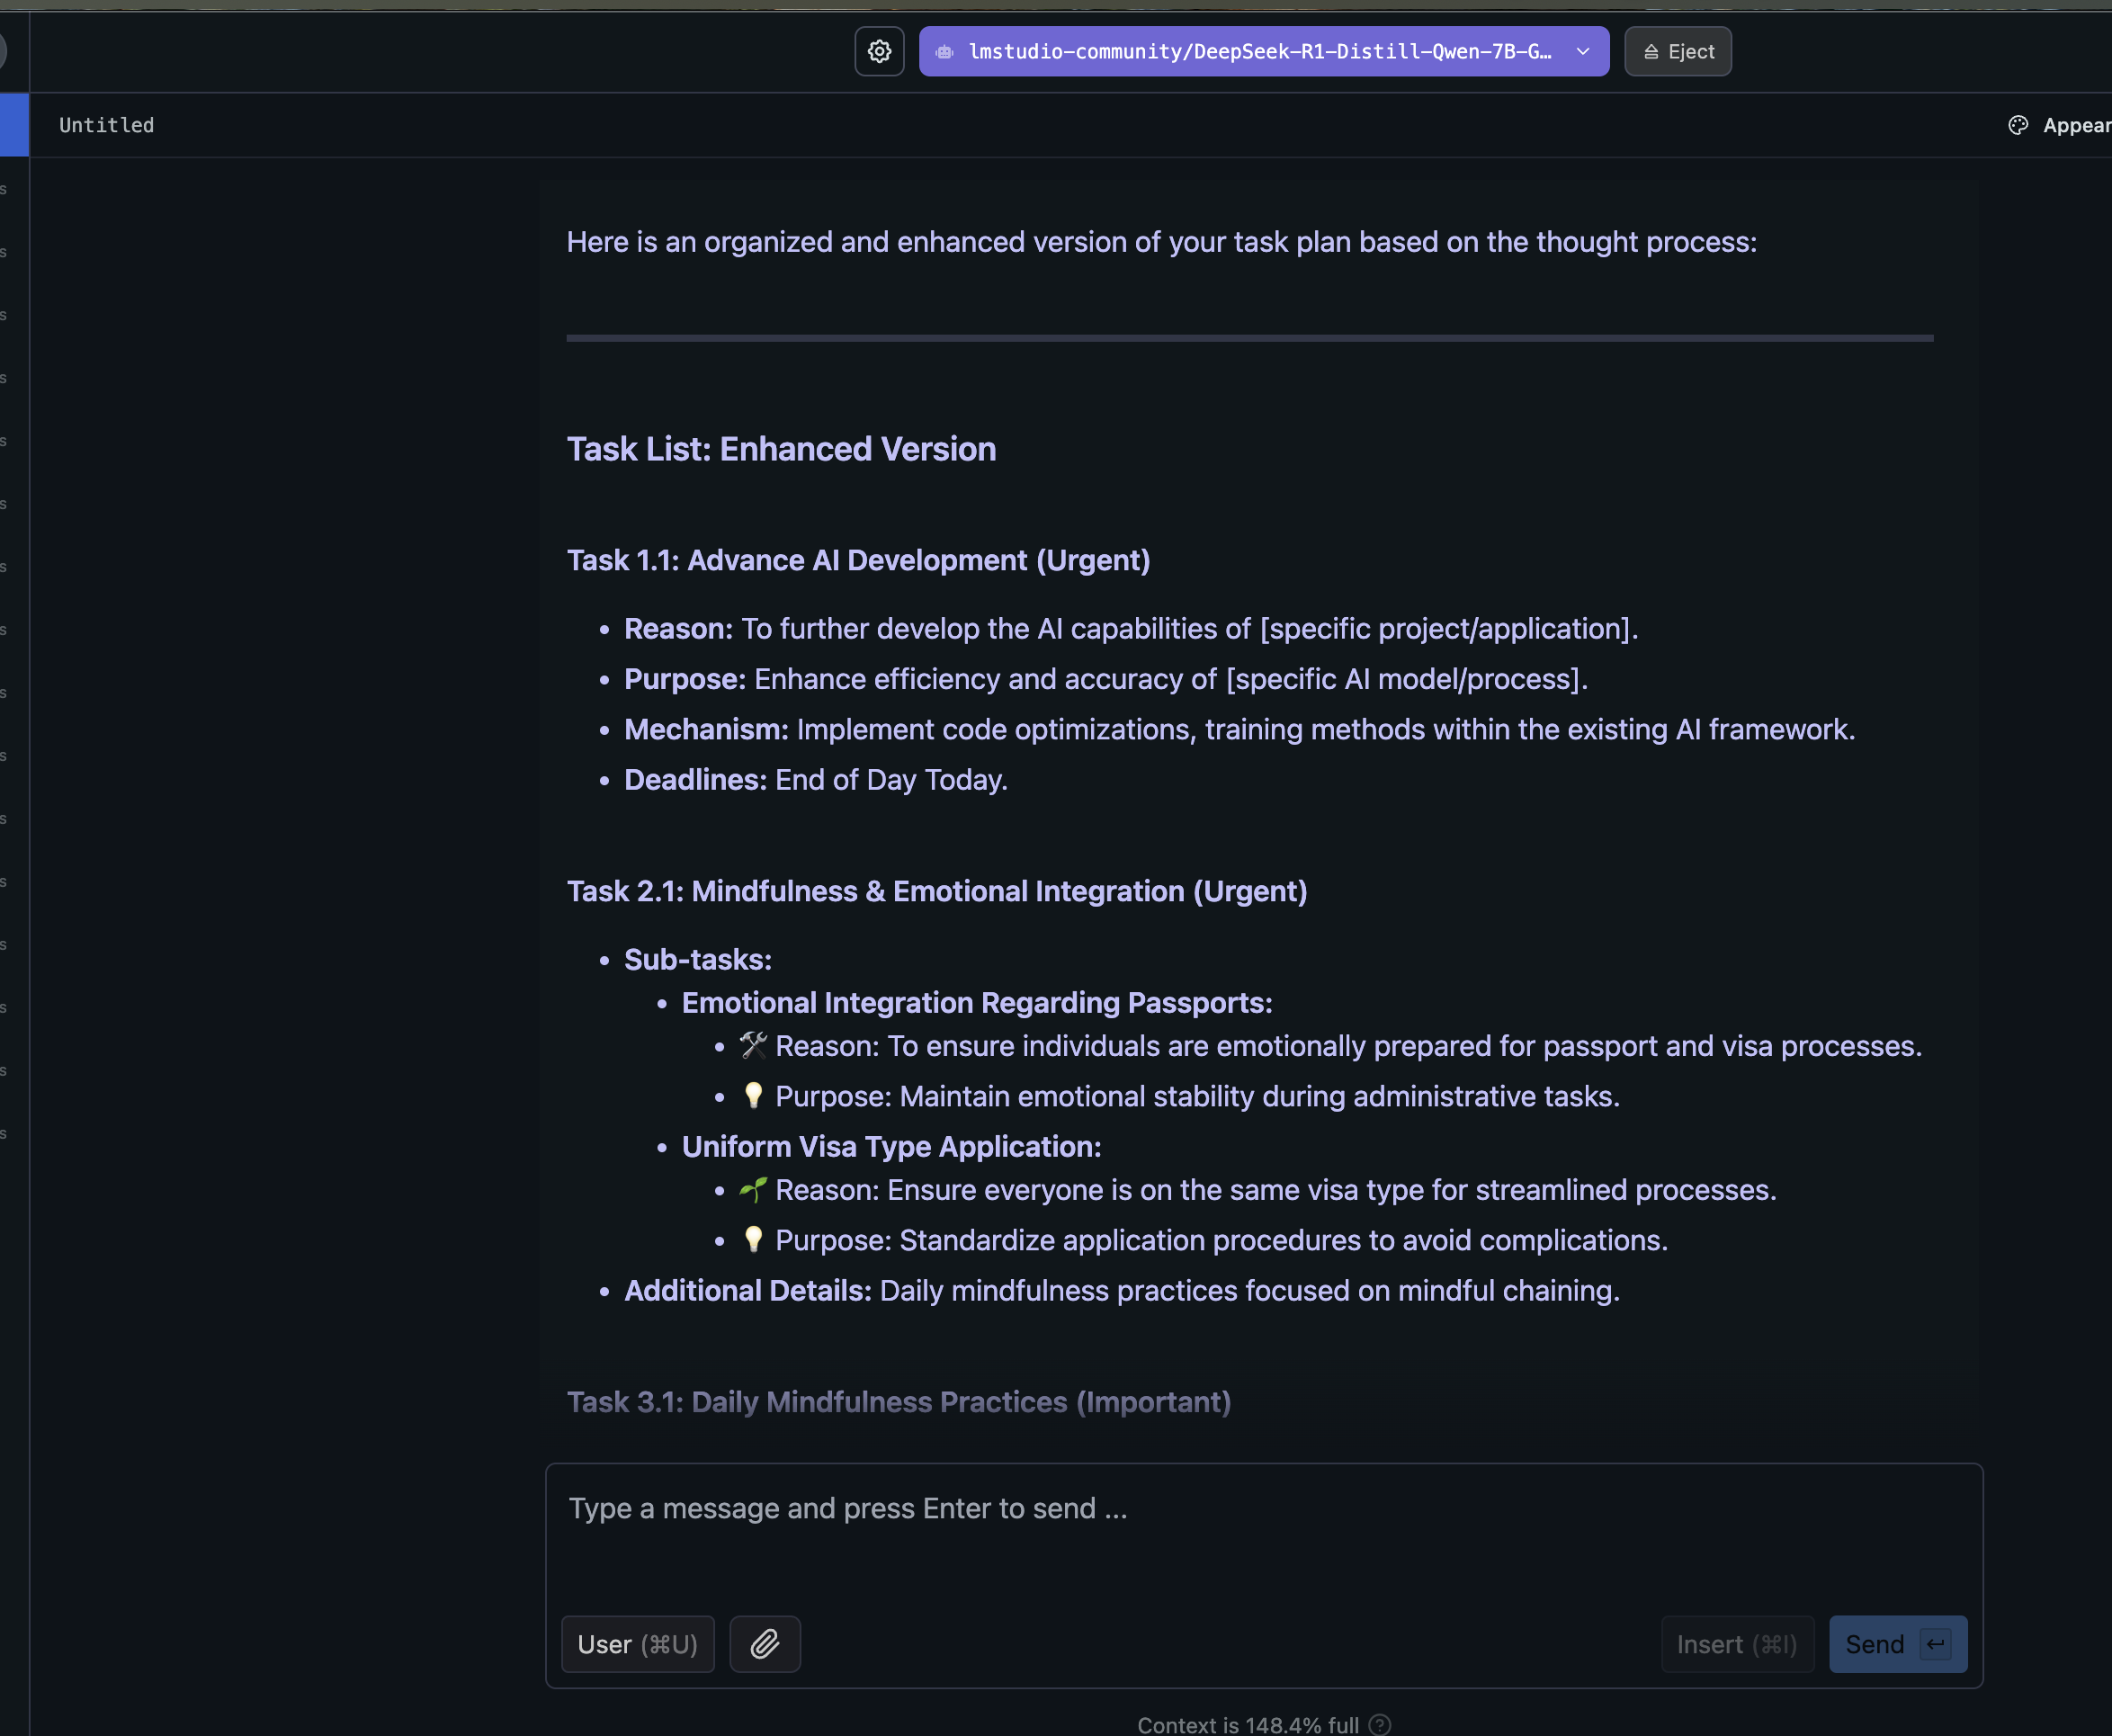 lmstudio-community/DeepSeek-R1-Distill-Qwen-7B-G…
Eject
Untitled
Appear
Here is an organized and enhanced version of your task plan based on the thought process:
Task List: Enhanced Version
Task 1.1: Advance AI Development (Urgent)
• Reason: To further develop the AI capabilities of [specific project/application].
• Purpose: Enhance efficiency and accuracy of [specific AI model/process].
• Mechanism: Implement code optimizations, training methods within the existing AI framework.
• Deadlines: End of Day Today.
Task 2.1: Mindfulness & Emotional Integration (Urgent)
• Sub-tasks:
• Emotional Integration Regarding Passports:
• 🛠️ Reason: To ensure individuals are emotionally prepared for passport and visa processes.
• 💡 Purpose: Maintain emotional stability during administrative tasks.
• Uniform Visa Type Application:
• 🌱 Reason: Ensure everyone is on the same visa type for streamlined processes.
• 💡 Purpose: Standardize application procedures to avoid complications.
• Additional Details: Daily mindfulness practices focused on mindful chaining.
Task 3.1: Daily Mindfulness Practices (Important)
Type a message and press Enter to send ...
User (⌘U)
Insert (⌘I)
Send ↵
Context is 148.4% full ?